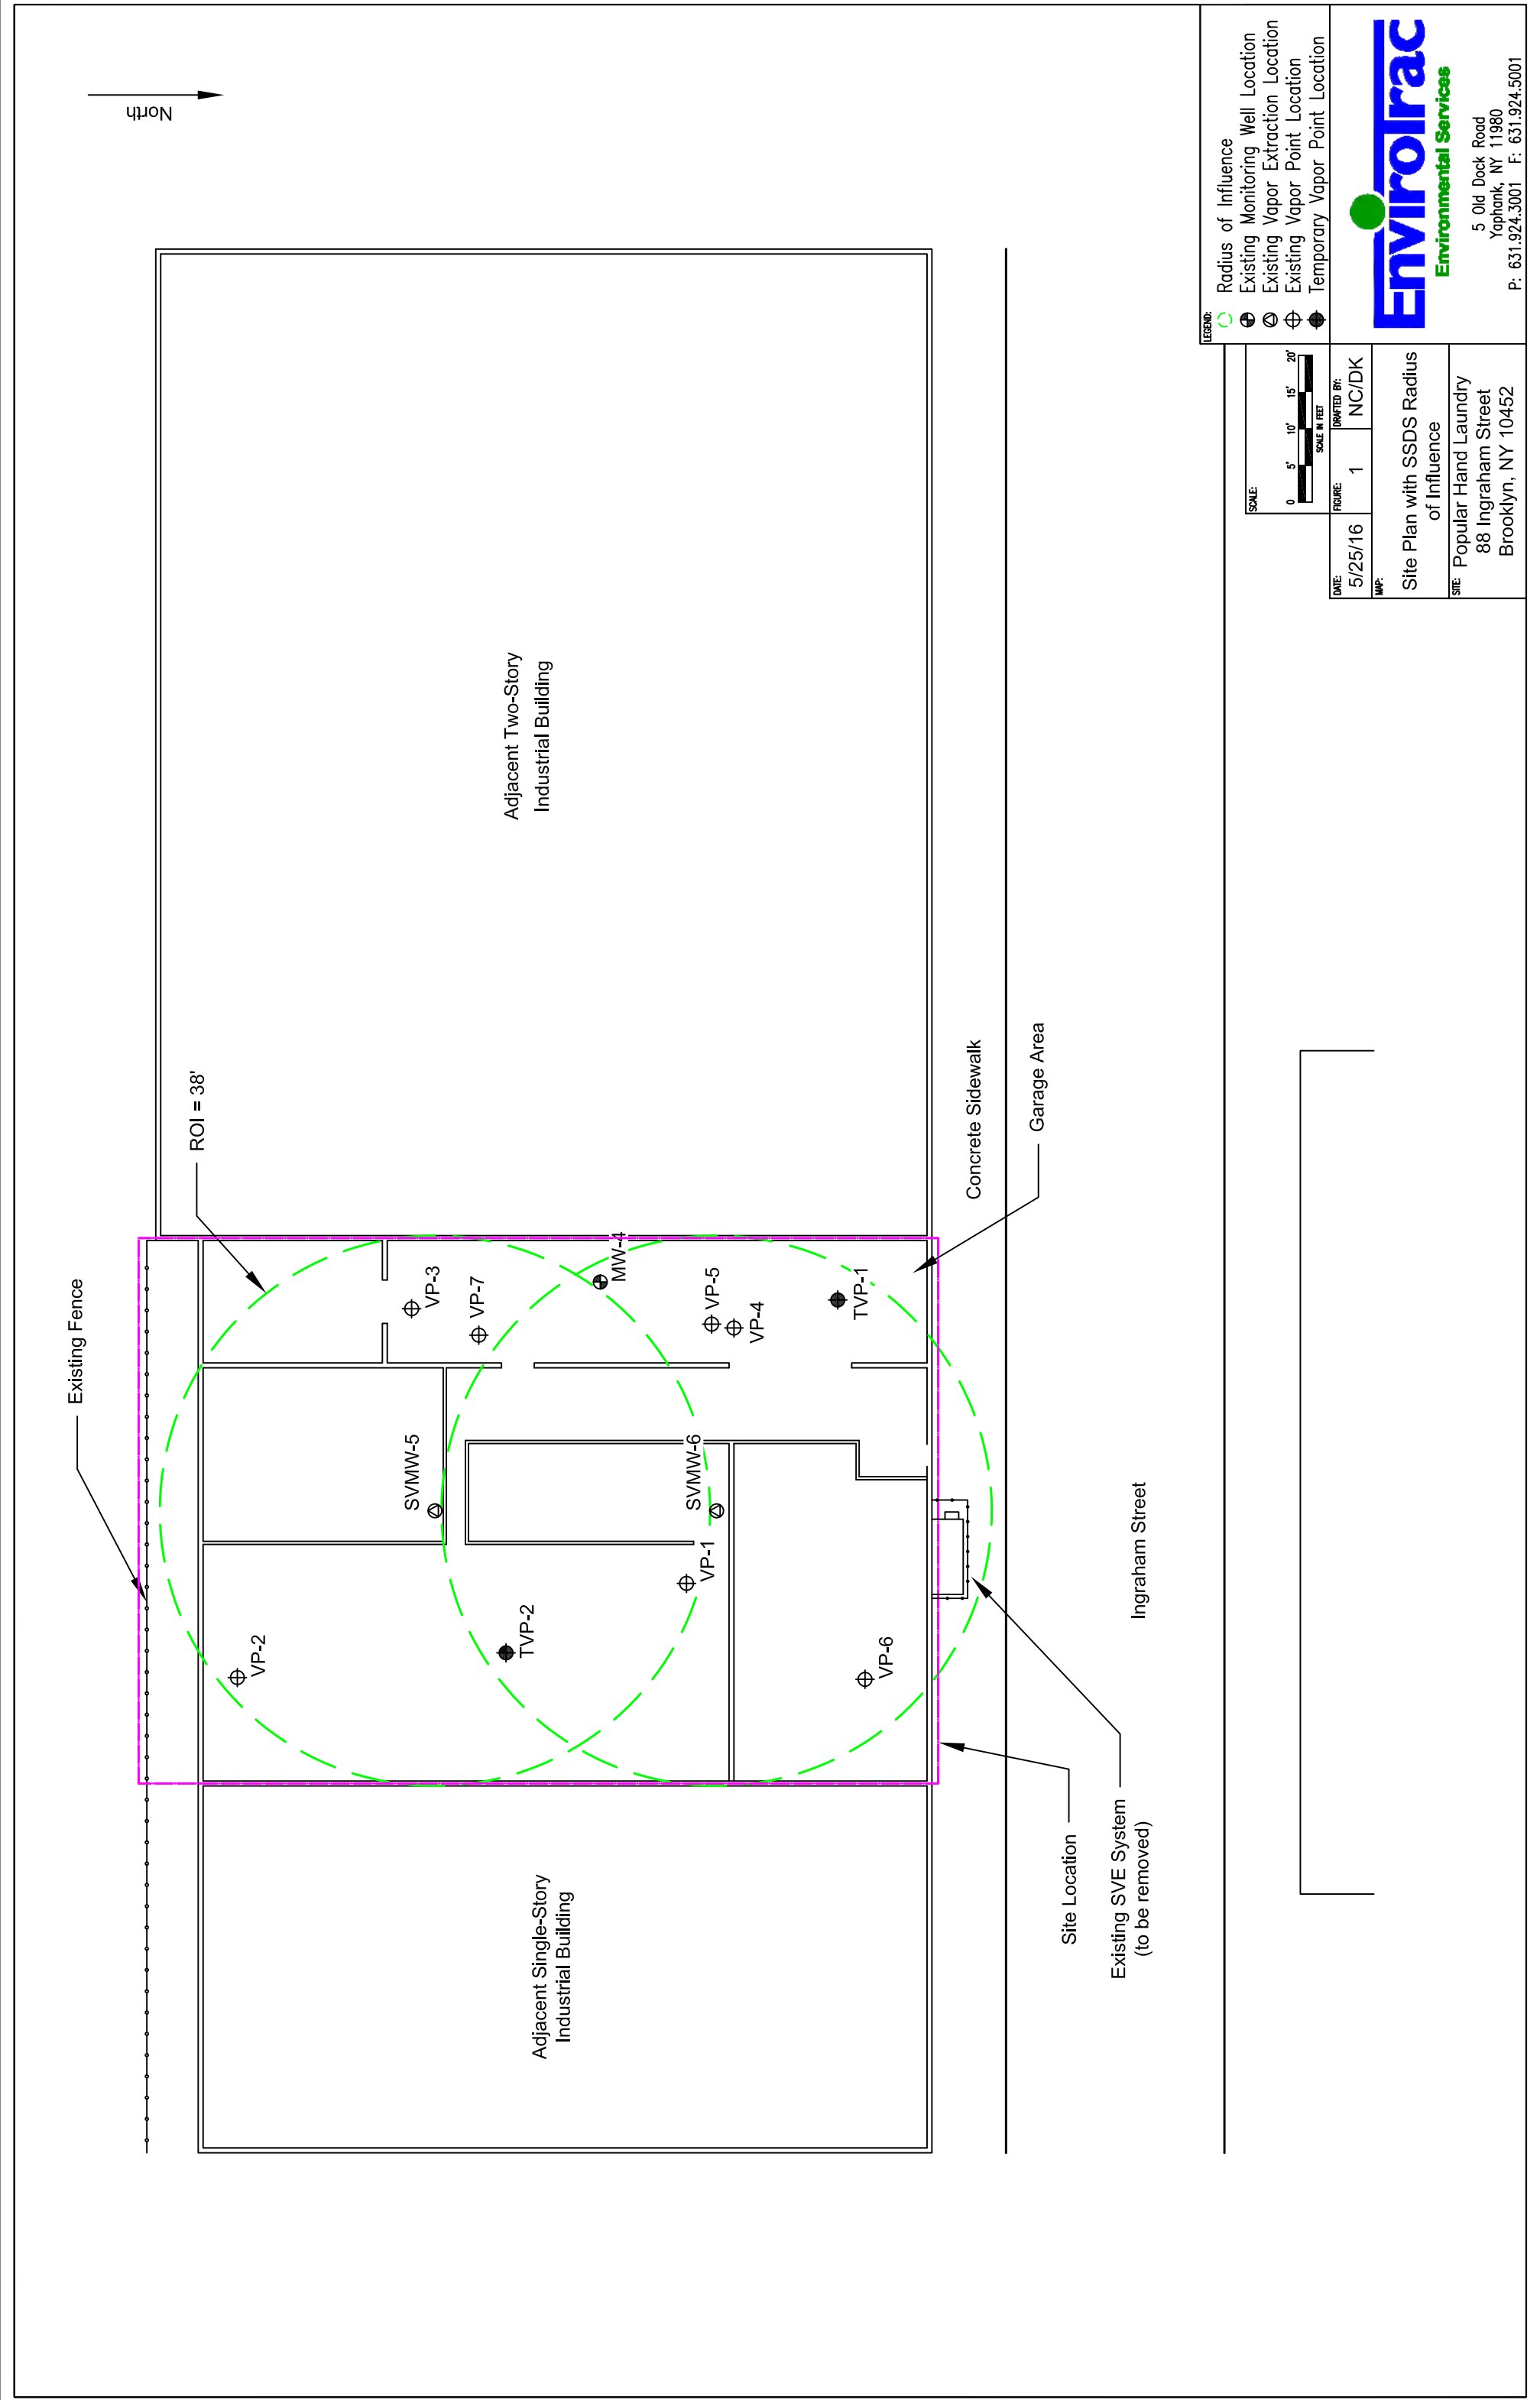 North
Existing Fence
ROI = 38'
Adjacent Two-Story
Industrial Building
Adjacent Single-Story
Industrial Building
VP-2
TVP-2
VP-1
VP-6
SVMW-5
SVMW-6
VP-3
VP-7
MW-4
VP-5
VP-4
TVP-1
Concrete Sidewalk
Garage Area
Ingraham Street
Site Location
Existing SVE System
(to be removed)
LEGEND:
Radius of Influence
Existing Monitoring Well Location
Existing Vapor Extraction Location
Existing Vapor Point Location
Temporary Vapor Point Location
SCALE:
0 5' 10' 15' 20'
SCALE IN FEET
DATE:
5/25/16
FIGURE:
1
DRAFTED BY:
NC/DK
MAP:
Site Plan with SSDS Radius
of Influence
SITE: Popular Hand Laundry
88 Ingraham Street
Brooklyn, NY 10452
EnviroTrac
Environmental Services
5 Old Dock Road
Yaphank, NY 11980
P: 631.924.3001 F: 631.924.5001